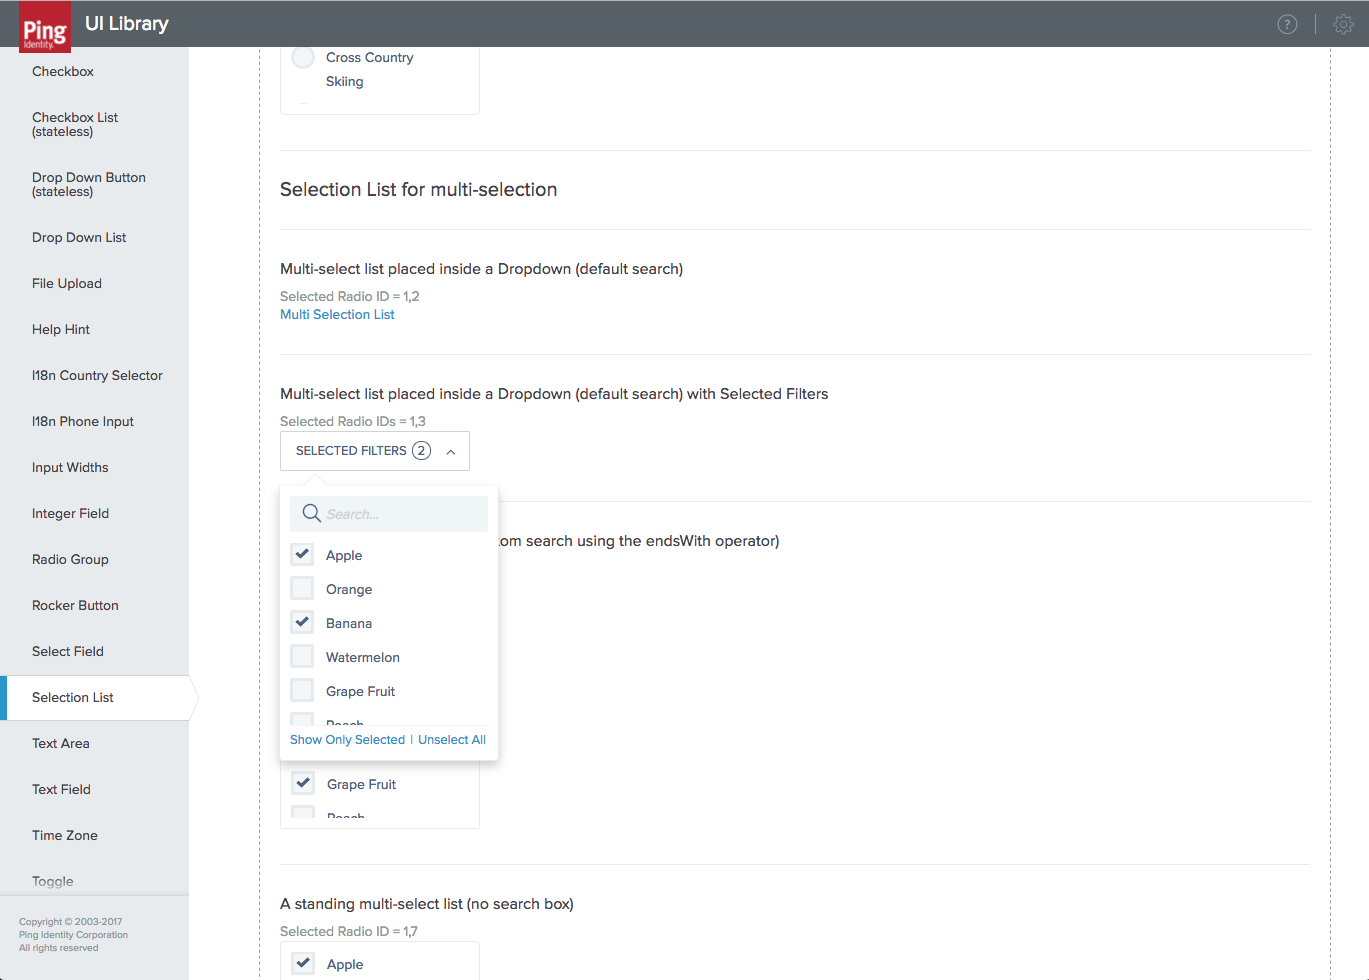 Ping
Identity.
UI Library
?
Checkbox
Checkbox List
(stateless)
Drop Down Button
(stateless)
Drop Down List
File Upload
Help Hint
I18n Country Selector
I18n Phone Input
Input Widths
Integer Field
Radio Group
Rocker Button
Select Field
Selection List
Text Area
Text Field
Time Zone
Toggle
Copyright © 2003-2017
Ping Identity Corporation
All rights reserved
Cross Country
Skiing
Selection List for multi-selection
Multi-select list placed inside a Dropdown (default search)
Selected Radio ID = 1,2
Multi Selection List
Multi-select list placed inside a Dropdown (default search) with Selected Filters
Selected Radio IDs = 1,3
SELECTED FILTERS 2
Search...
om search using the endsWith operator)
Apple
Orange
Banana
Watermelon
Grape Fruit
Peach
Show Only Selected | Unselect All
Grape Fruit
Peach
A standing multi-select list (no search box)
Selected Radio ID = 1,7
Apple